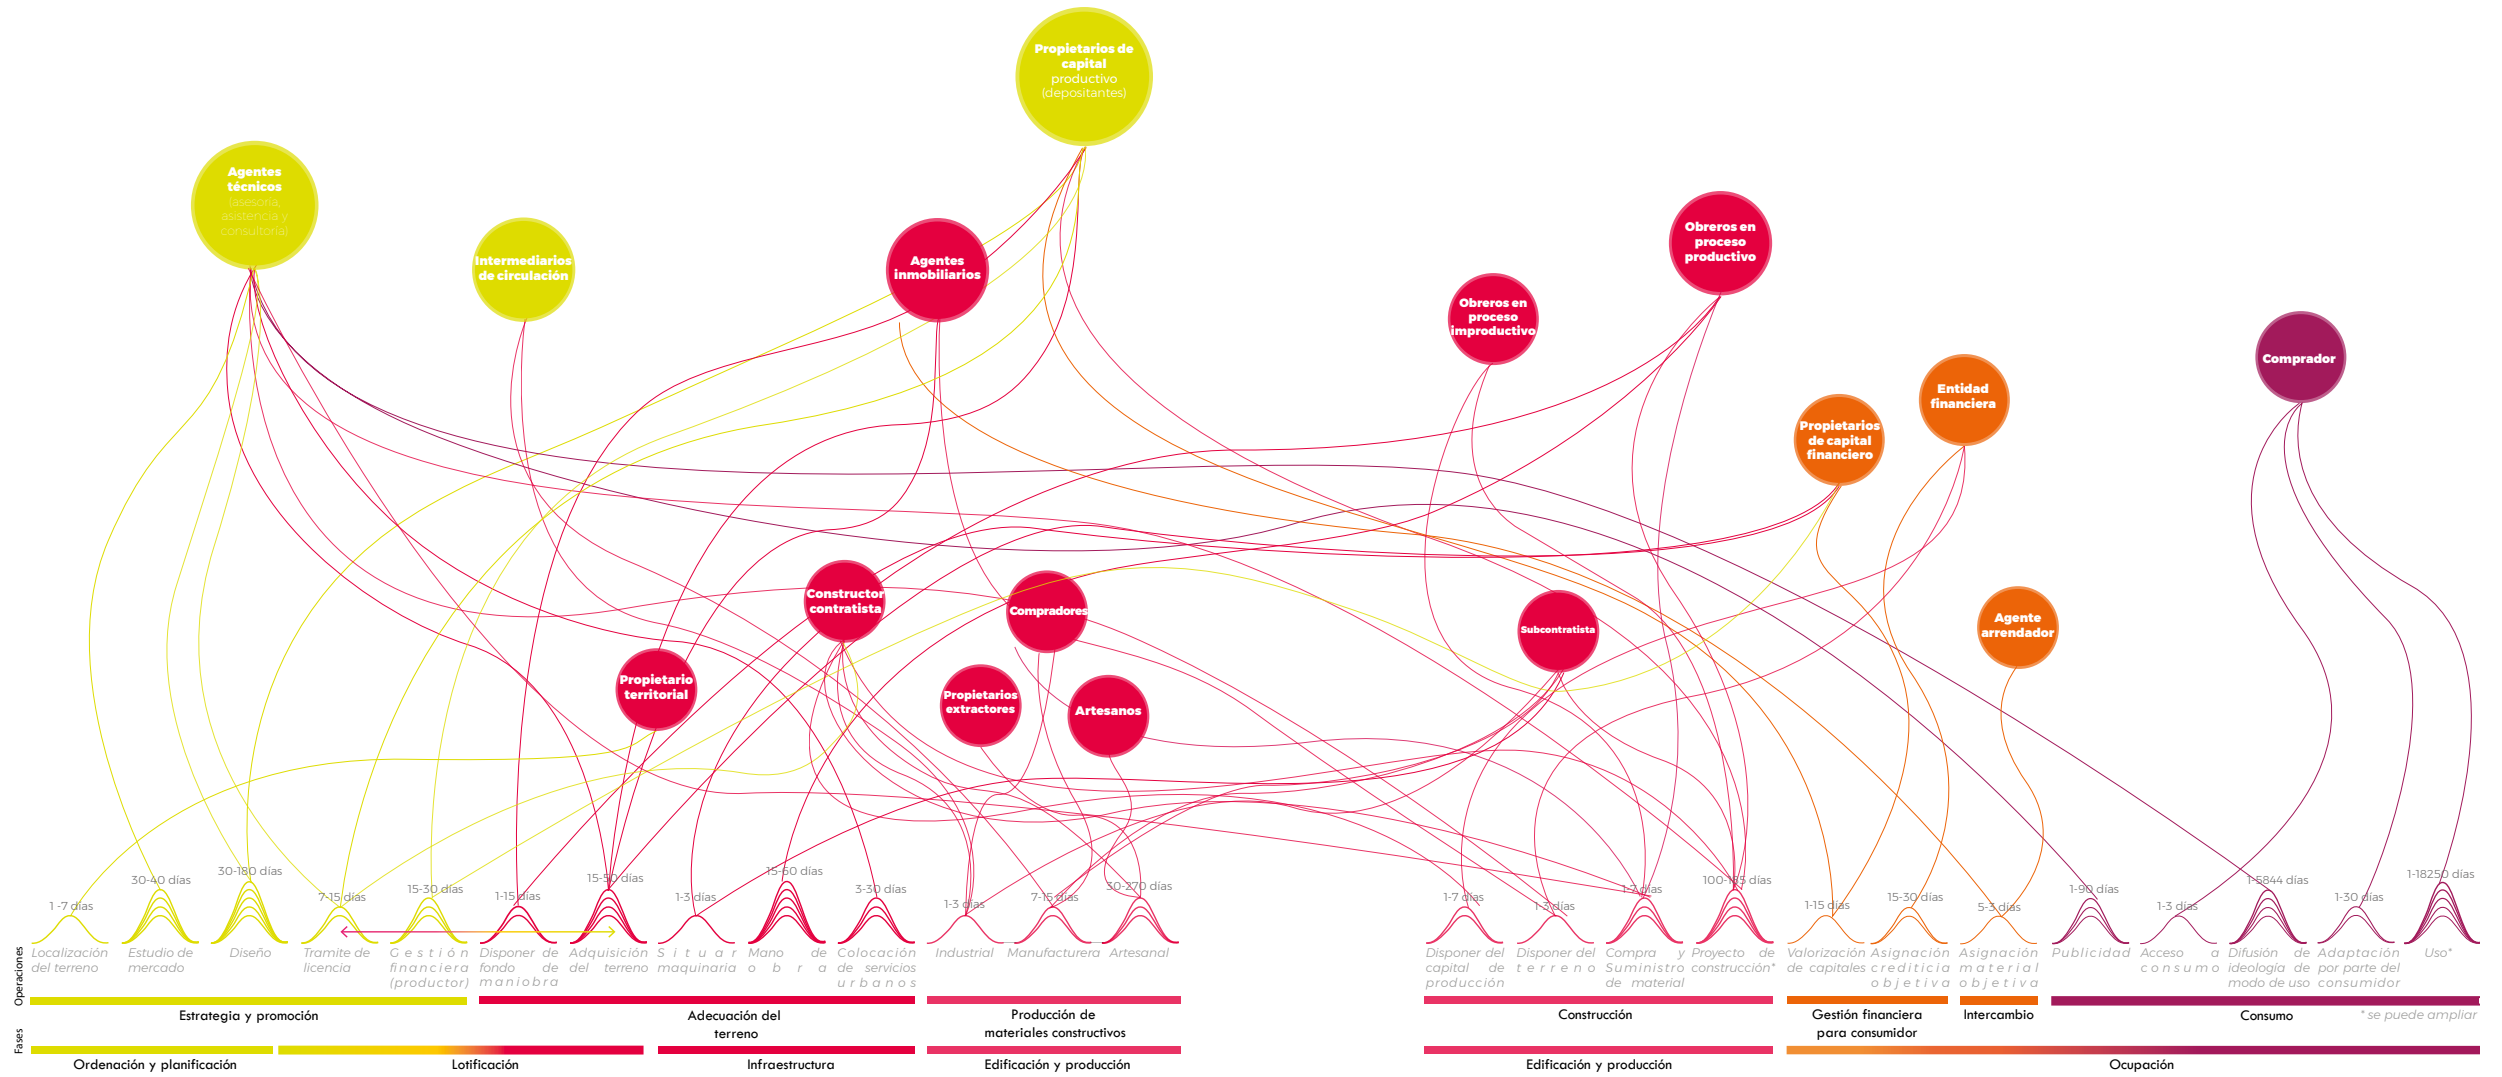 Propietarios de
capital
productivo
(depositantes)
Agentes
técnicos
(asesoría,
asistencia y
consultoría)
Intermediarios
de circulación
Agentes
inmobiliarios
Obreros en
proceso
productivo
Obreros en
proceso
improductivo
Comprador
Entidad
financiera
Propietarios
de capital
financiero
Constructor
contratista
Compradores
Subcontratista
Agente
arrendador
Propietario
territorial
Propietarios
extractores
Artesanos
1 -7 días
30-40 días
30-180 días
7-15 días
15-30 días
1-15 días
15-50 días
1-3 días
15-60 días
3-30 días
1-3 días
7-15 días
30-270 días
1-7 días
1-3 días
1-7 días
100-185 días
1-15 días
15-30 días
5-3 días
1-90 días
1-3 días
1-5844 días
1-30 días
1-18250 días
Operaciones
Localización
del terreno
Estudio de
mercado
Diseño
Tramite de
licencia
Gestión
financiera
(productor)
Disponer de
fondo de
maniobra
Adquisición
del terreno
Situar
maquinaria
Mano de
obra
Colocación
de servicios
urbanos
Industrial
Manufacturera
Artesanal
Disponer del
capital de
producción
Disponer del
terreno
Compra y
Suministro
de material
Proyecto de
construcción*
Valorización
de capitales
Asignación
crediticia
objetiva
Asignación
material
objetiva
Publicidad
Acceso a
consumo
Difusión de
ideología de
modo de uso
Adaptación
por parte del
consumidor
Uso*
Estrategia y promoción
Adecuación del
terreno
Producción de
materiales constructivos
Construcción
Gestión financiera
para consumidor
Intercambio
Consumo
* se puede ampliar
Fases
Ordenación y planificación
Lotificación
Infraestructura
Edificación y producción
Edificación y producción
Ocupación